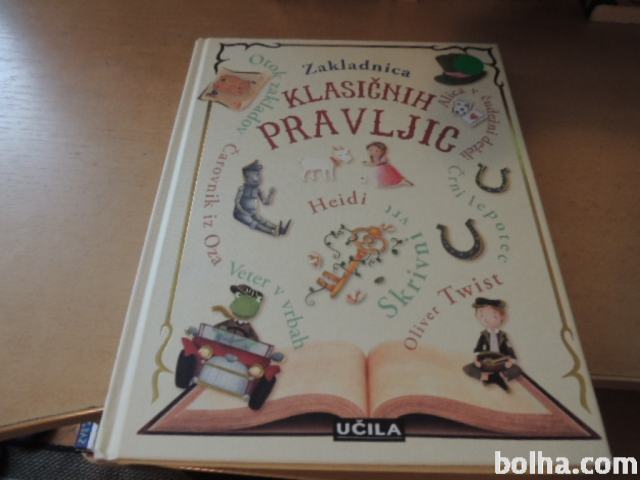 Zakladnica
KLASIČNIH
PRAVLJIC
Otok zakladov
Alica v čudežni deželi
Čarovnik iz Oza
Heidi
Črni lepotec
Skrivni vrt
Veter v vrbah
Oliver Twist
UČILA
bolha.com